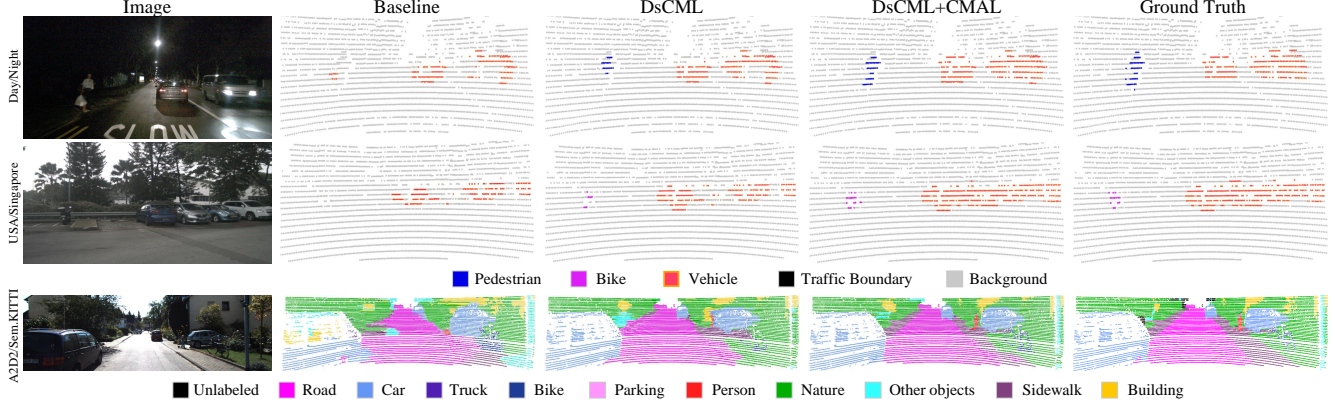 Image Baseline DsCML DsCML+CMAL Ground Truth
Day/Night
SLOW
USA/Singapore
Pedestrian Bike Vehicle Traffic Boundary Background
A2D2/Sem.KITTI
Unlabeled Road Car Truck Bike Parking Person Nature Other objects Sidewalk Building